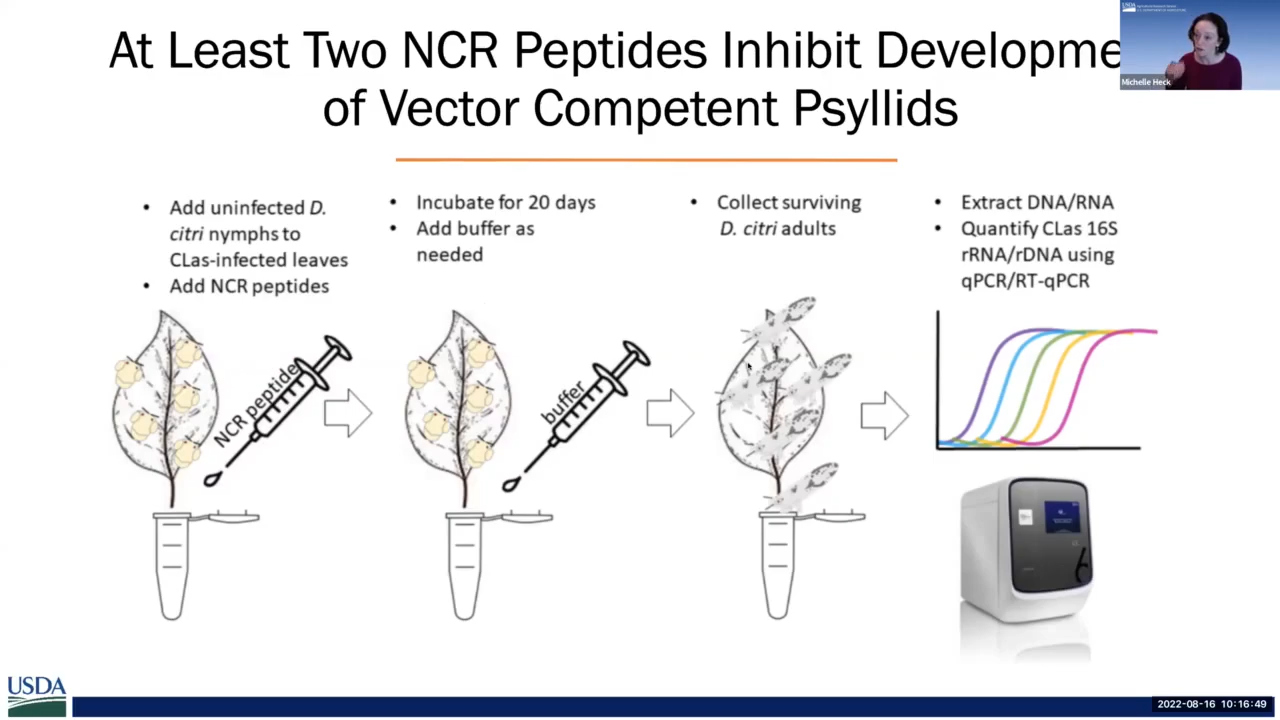 At Least Two NCR Peptides Inhibit Developme
of Vector Competent Psyllids
Michelle Heck
• Add uninfected D.
citri nymphs to
CLas-infected leaves
• Add NCR peptides
• Incubate for 20 days
• Add buffer as
needed
• Collect surviving
D. citri adults
• Extract DNA/RNA
• Quantify CLas 16S
rRNA/rDNA using
qPCR/RT-qPCR
NCR peptide
buffer
6
USDA
2022-08-16 10:16:49